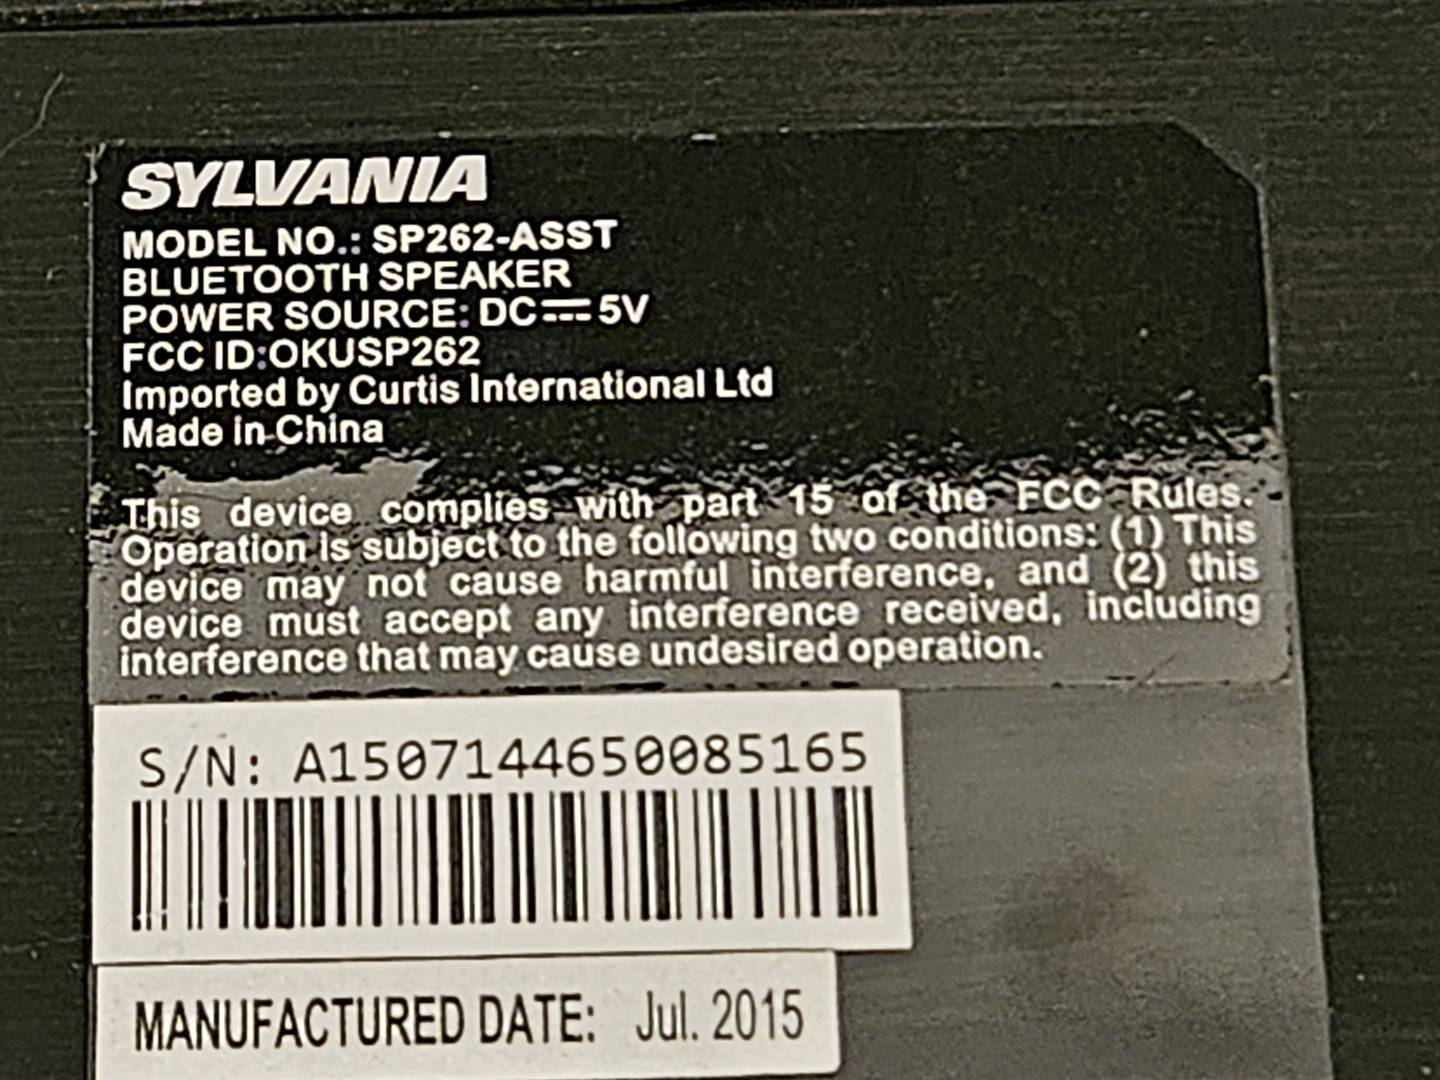 SYLVANIA
MODEL NO.: SP262-ASST
BLUETOOTH SPEAKER
POWER SOURCE: DC⎓5V
FCC ID:OKUSP262
Imported by Curtis International Ltd
Made in China
This device complies with part 15 of the FCC Rules.
Operation is subject to the following two conditions: (1) This
device may not cause harmful interference, and (2) this
device must accept any interference received, including
interference that may cause undesired operation.
S/N: A1507144650085165
MANUFACTURED DATE: Jul. 2015